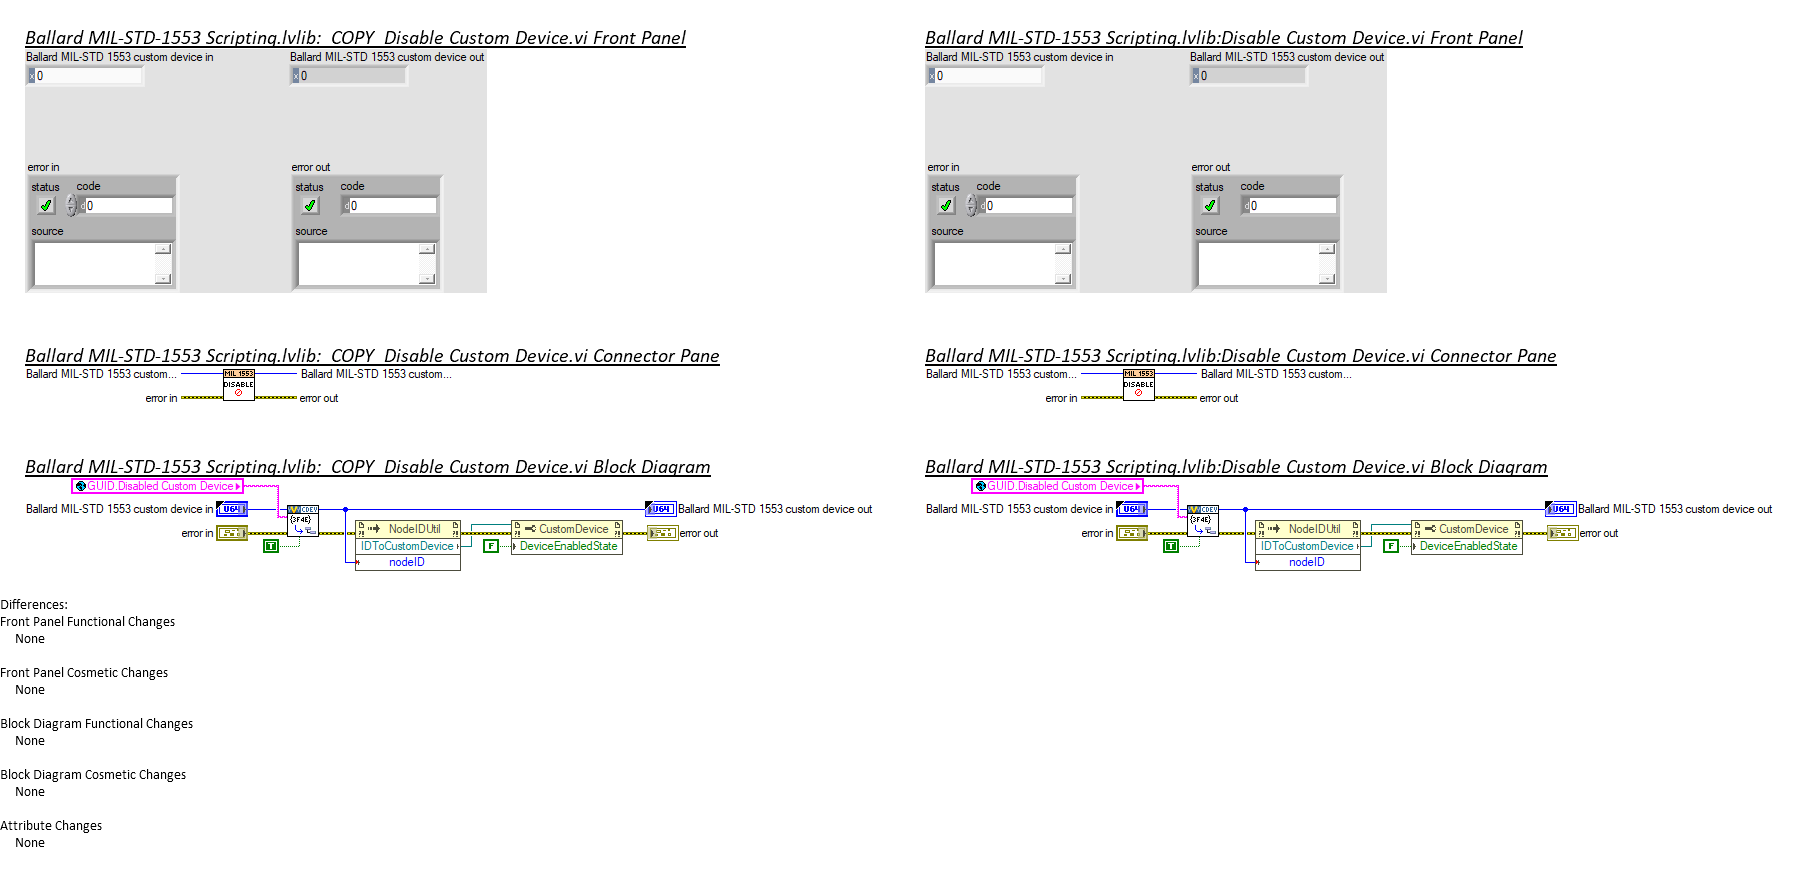 Ballard MIL-STD-1553 Scripting.lvlib:  COPY  Disable Custom Device.vi Front Panel
Ballard MIL-STD 1553 custom device in
Ballard MIL-STD 1553 custom device out
x 0
x 0
error in
error out
status
code
status
code
d 0
d 0
source
source
Ballard MIL-STD-1553 Scripting.lvlib:Disable Custom Device.vi Front Panel
Ballard MIL-STD 1553 custom device in
Ballard MIL-STD 1553 custom device out
x 0
x 0
error in
error out
status
code
status
code
d 0
d 0
source
source
Ballard MIL-STD-1553 Scripting.lvlib:  COPY  Disable Custom Device.vi Connector Pane
Ballard MIL-STD 1553 custom...
MIL 1553
Ballard MIL-STD 1553 custom...
DISABLE
error in
error out
Ballard MIL-STD-1553 Scripting.lvlib:Disable Custom Device.vi Connector Pane
Ballard MIL-STD 1553 custom...
MIL 1553
Ballard MIL-STD 1553 custom...
DISABLE
error in
error out
Ballard MIL-STD-1553 Scripting.lvlib:  COPY  Disable Custom Device.vi Block Diagram
GUID.Disabled Custom Device
Ballard MIL-STD 1553 custom device in
U64
CDEV
{3F4E}
U64
Ballard MIL-STD 1553 custom device out
error in
NodeIDUtil
CustomDevice
error out
T
IDToCustomDevice
F
DeviceEnabledState
nodeID
Ballard MIL-STD-1553 Scripting.lvlib:Disable Custom Device.vi Block Diagram
GUID.Disabled Custom Device
Ballard MIL-STD 1553 custom device in
U64
CDEV
{3F4E}
U64
Ballard MIL-STD 1553 custom device out
error in
NodeIDUtil
CustomDevice
error out
T
IDToCustomDevice
F
DeviceEnabledState
nodeID
Differences:
Front Panel Functional Changes
None
Front Panel Cosmetic Changes
None
Block Diagram Functional Changes
None
Block Diagram Cosmetic Changes
None
Attribute Changes
None